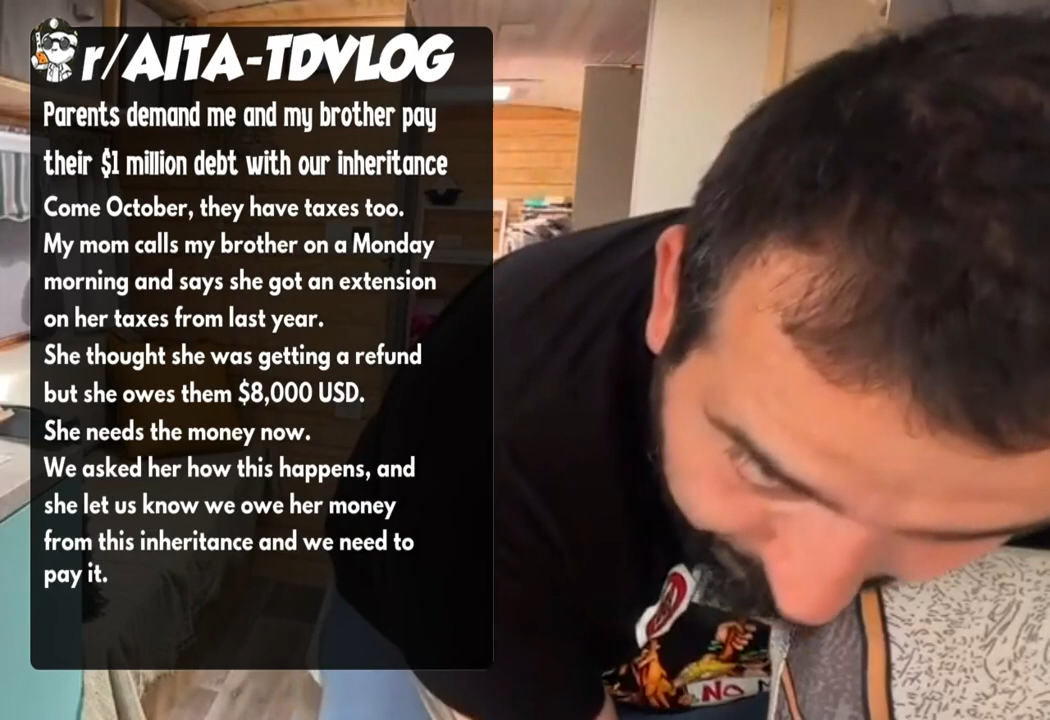 r/AITA-TDVLOG
Parents demand me and my brother pay
their $1 million debt with our inheritance
Come October, they have taxes too.
My mom calls my brother on a Monday
morning and says she got an extension
on her taxes from last year.
She thought she was getting a refund
but she owes them $8,000 USD.
She needs the money now.
We asked her how this happens, and
she let us know we owe her money
from this inheritance and we need to
pay it.
NO